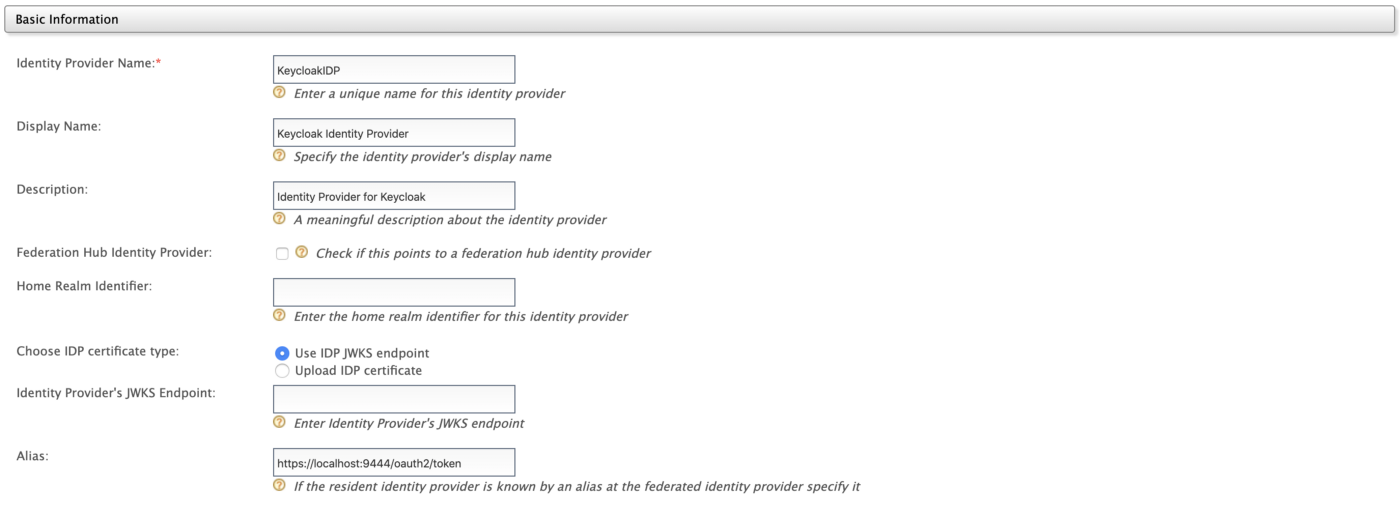 Basic Information
Identity Provider Name:*
KeycloakIDP
Enter a unique name for this identity provider
Display Name:
Keycloak Identity Provider
Specify the identity provider's display name
Description:
Identity Provider for Keycloak
A meaningful description about the identity provider
Federation Hub Identity Provider:
Check if this points to a federation hub identity provider
Home Realm Identifier:
Enter the home realm identifier for this identity provider
Choose IDP certificate type:
Use IDP JWKS endpoint
Upload IDP certificate
Identity Provider's JWKS Endpoint:
Enter Identity Provider's JWKS endpoint
Alias:
https://localhost:9444/oauth2/token
If the resident identity provider is known by an alias at the federated identity provider specify it